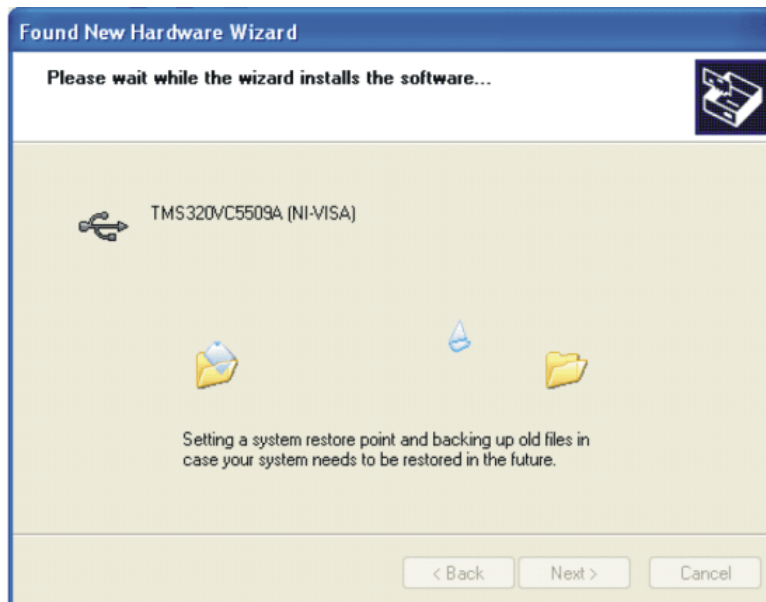 Found New Hardware Wizard
Please wait while the wizard installs the software...
TMS320VC5509A (NI-VISA)
Setting a system restore point and backing up old files in
case your system needs to be restored in the future.
< Back
Next >
Cancel